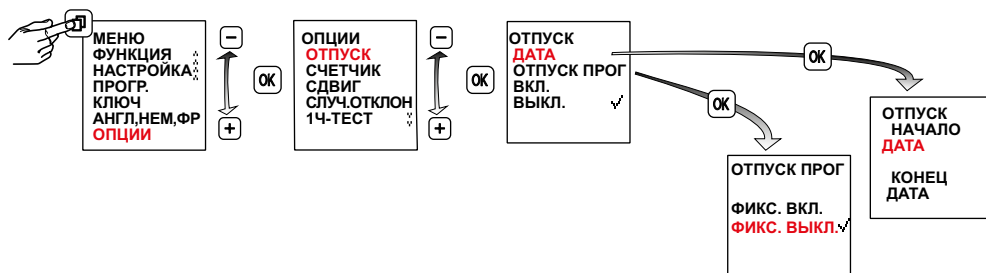 МЕНЮ
ФУНКЦИЯ
НАСТРОЙКА
ПРОГР.
КЛЮЧ
АНГЛ,НЕМ,ФР
ОПЦИИ
−
+
OK
ОПЦИИ
ОТПУСК
СЧЕТЧИК
СДВИГ
СЛУЧ.ОТКЛОН
1Ч-ТЕСТ
−
+
OK
ОТПУСК
ДАТА
ОТПУСК ПРОГ
ВКЛ.
ВЫКЛ.
OK
OK
ОТПУСК ПРОГ
ФИКС. ВКЛ.
ФИКС. ВЫКЛ.
ОТПУСК
НАЧАЛО
ДАТА
КОНЕЦ
ДАТА